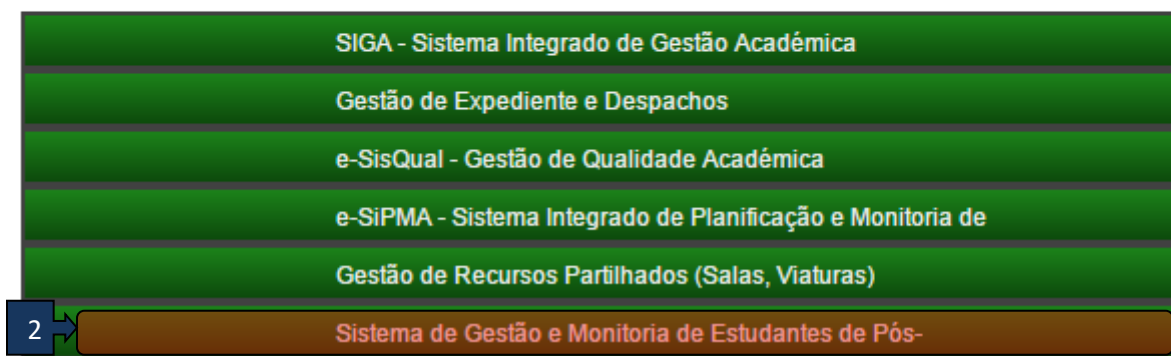 SIGA - Sistema Integrado de Gestão Académica
Gestão de Expediente e Despachos
e-SisQual - Gestão de Qualidade Académica
e-SiPMA - Sistema Integrado de Planificação e Monitoria de
Gestão de Recursos Partilhados (Salas, Viaturas)
2
Sistema de Gestão e Monitoria de Estudantes de Pós-